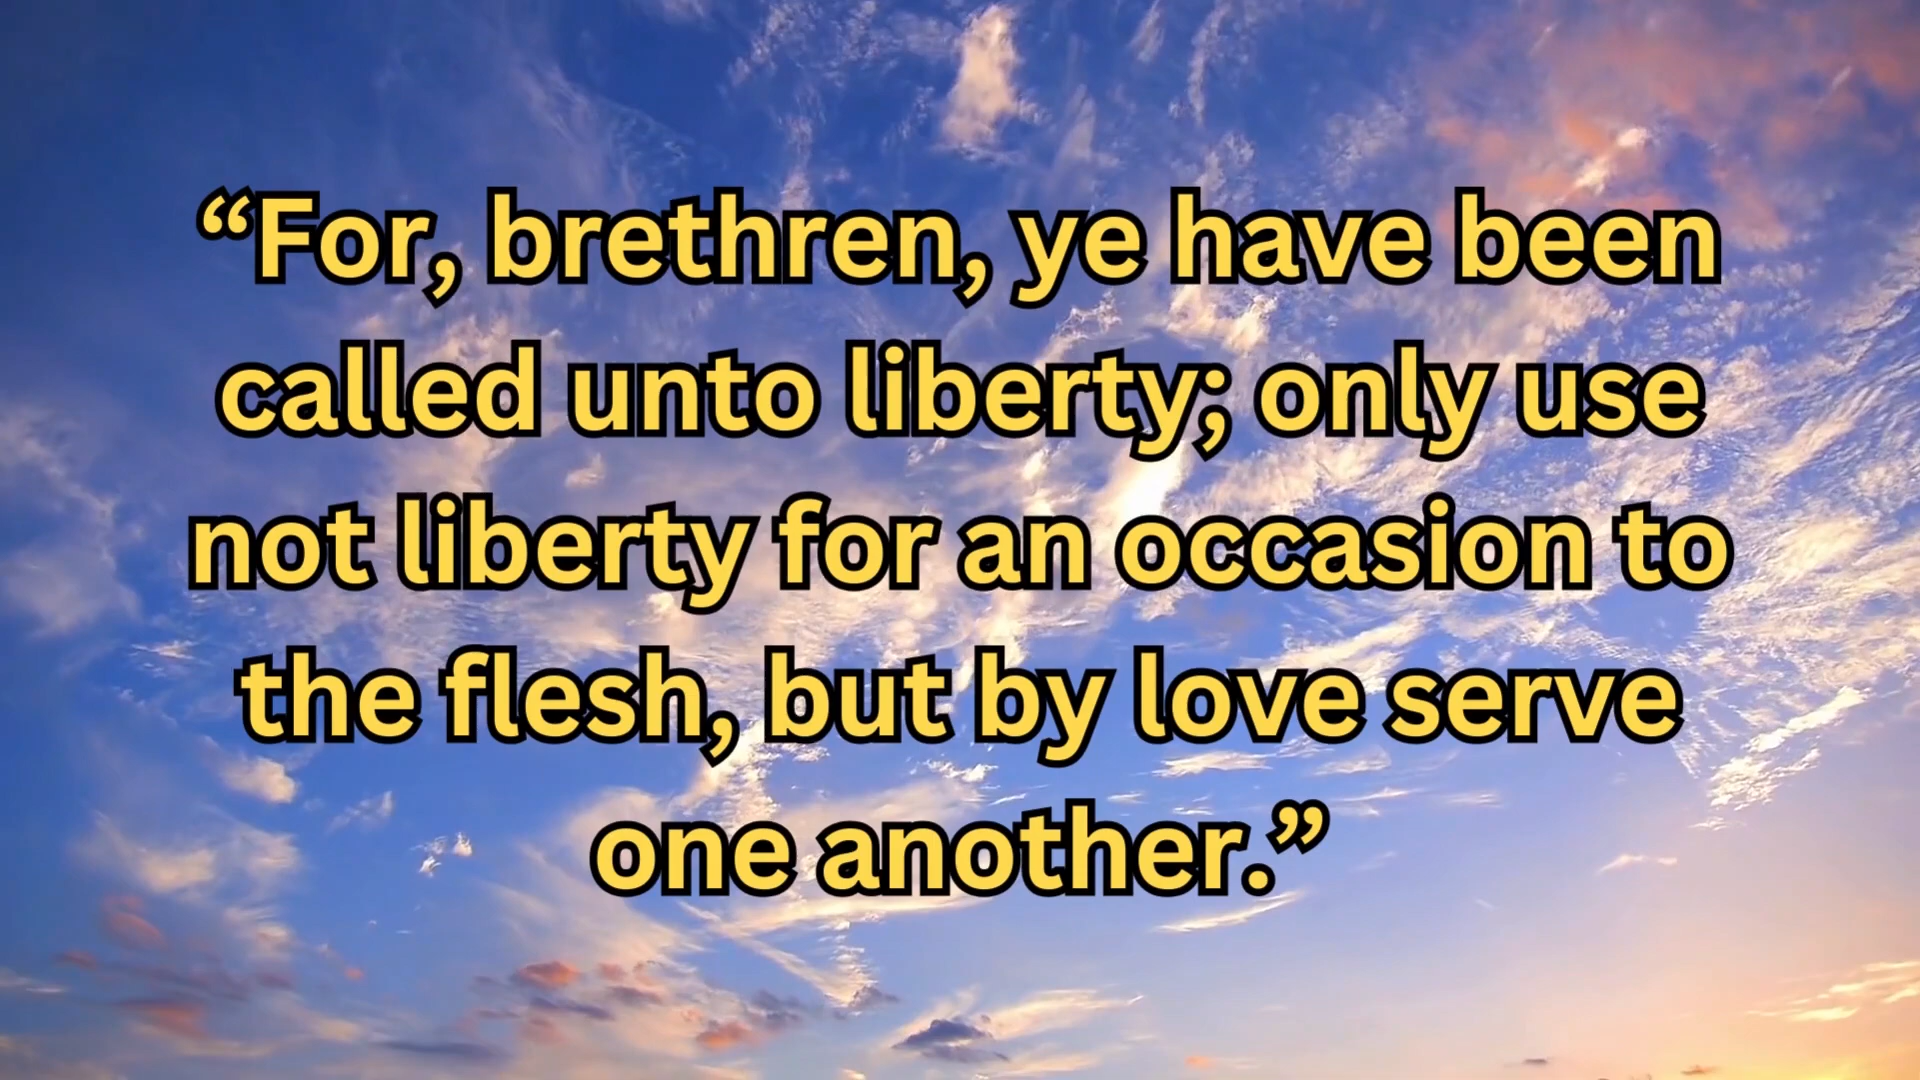 “For, brethren, ye have been
called unto liberty; only use
not liberty for an occasion to
the flesh, but by love serve
one another.”